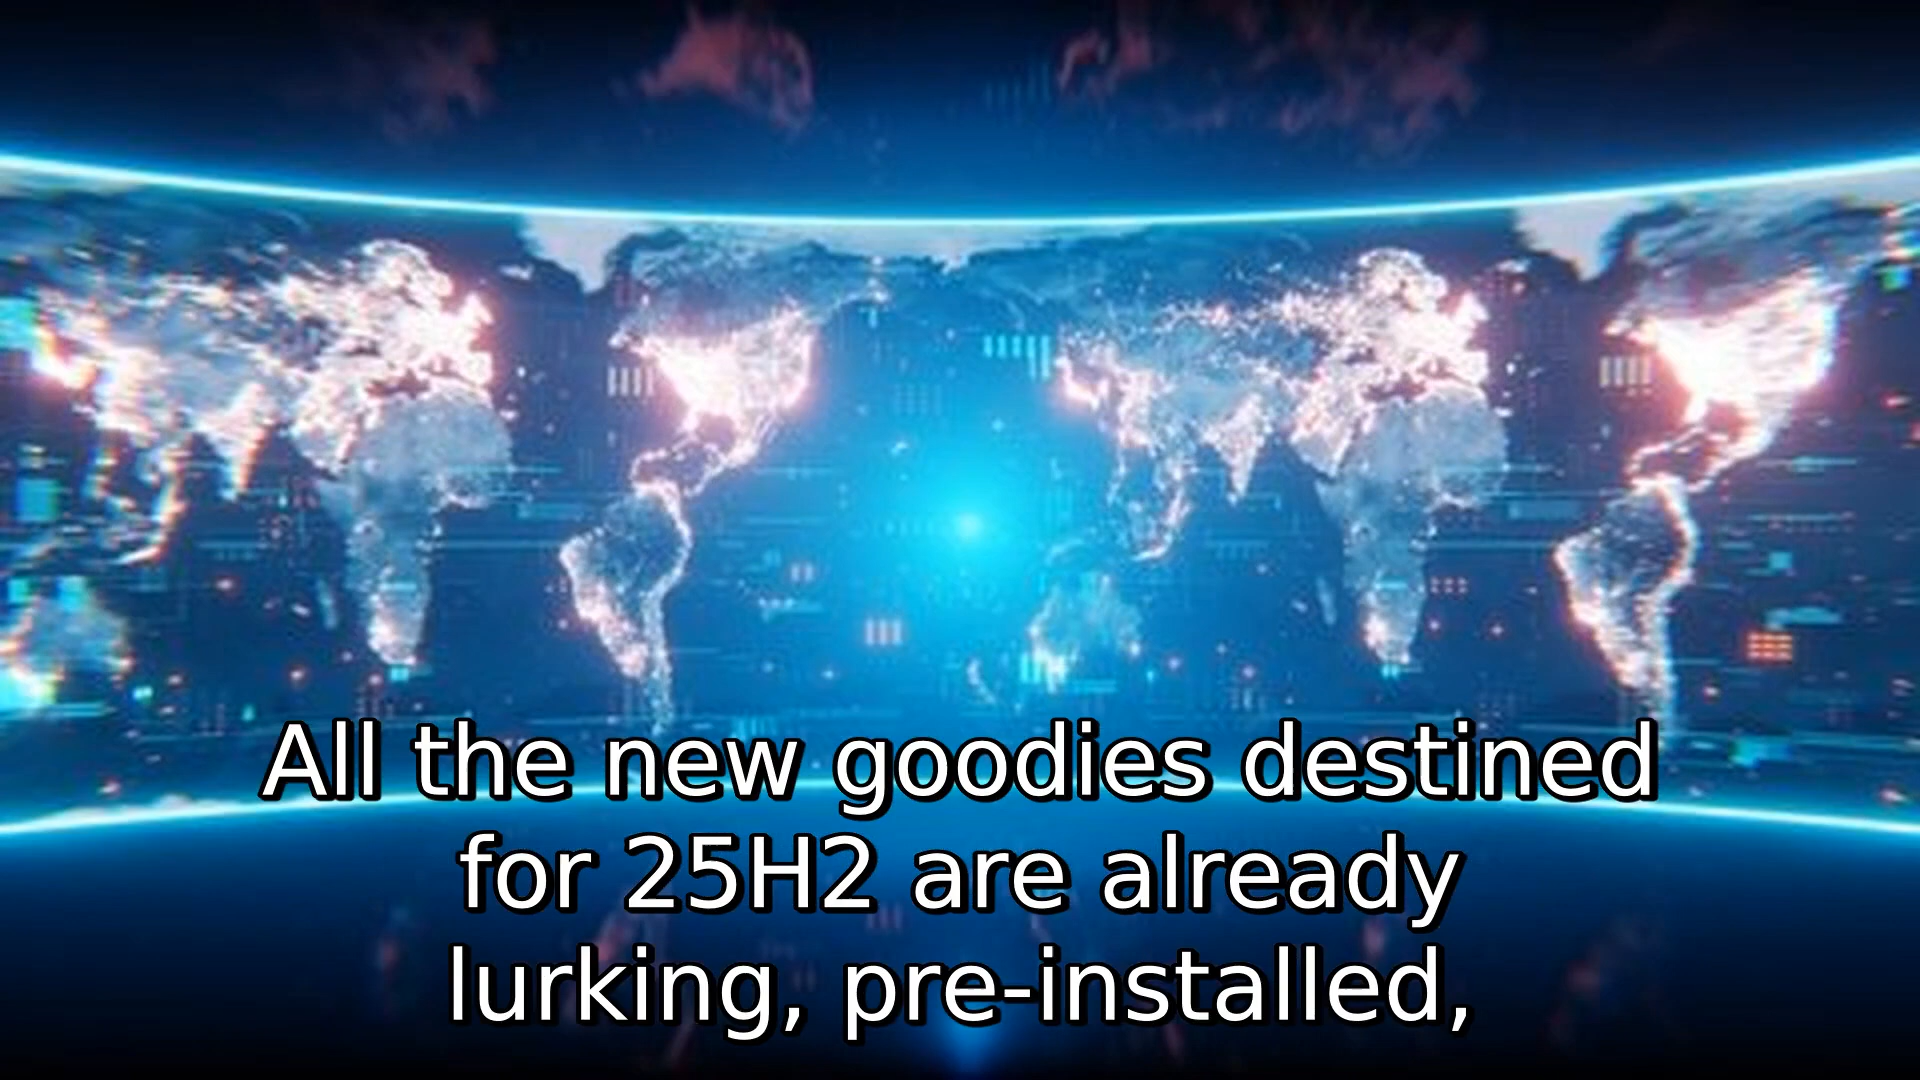 All the new goodies destined
for 25H2 are already
lurking, pre-installed,